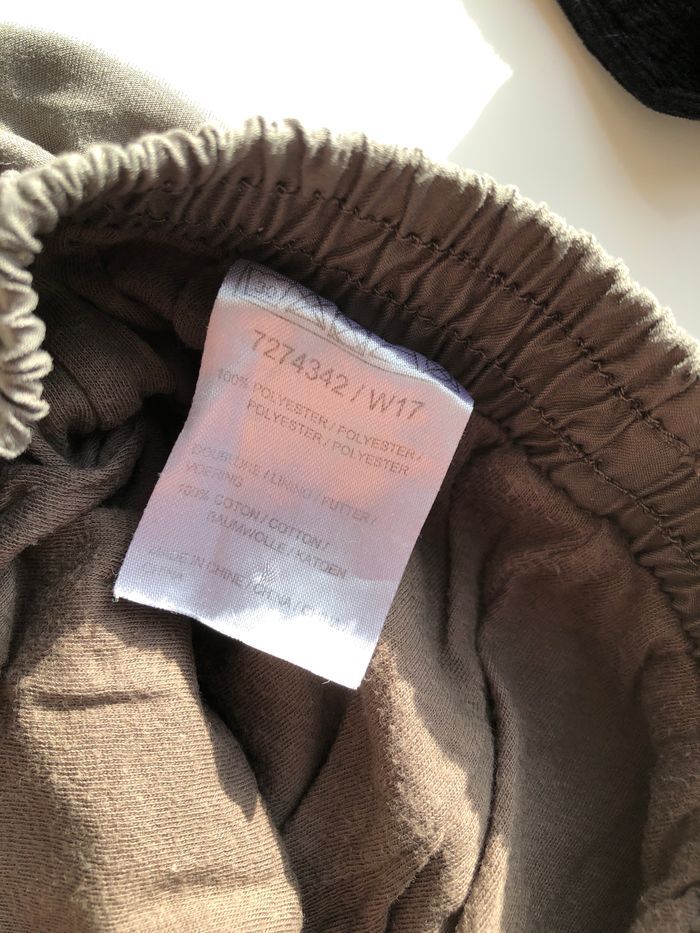 7274342 / W17
100% POLYESTER / POLYESTER /
POLYESTER / POLYESTER
DOUBLURE / LINING / FUTTER /
VOERING
100% COTON / COTTON /
BAUMWOLLE / KATOEN
MADE IN CHINE / CHINA /
CHINA